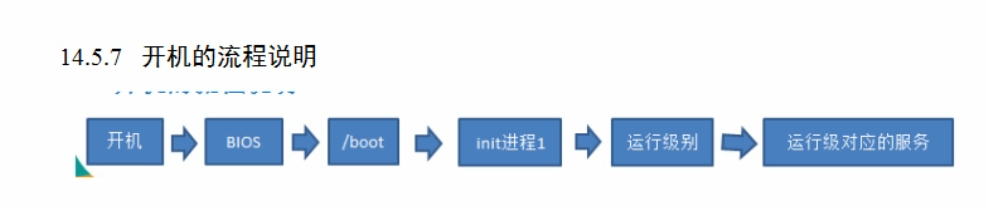 14.5.7 开机的流程说明
开机
BIOS
/boot
init进程1
运行级别
运行级对应的服务